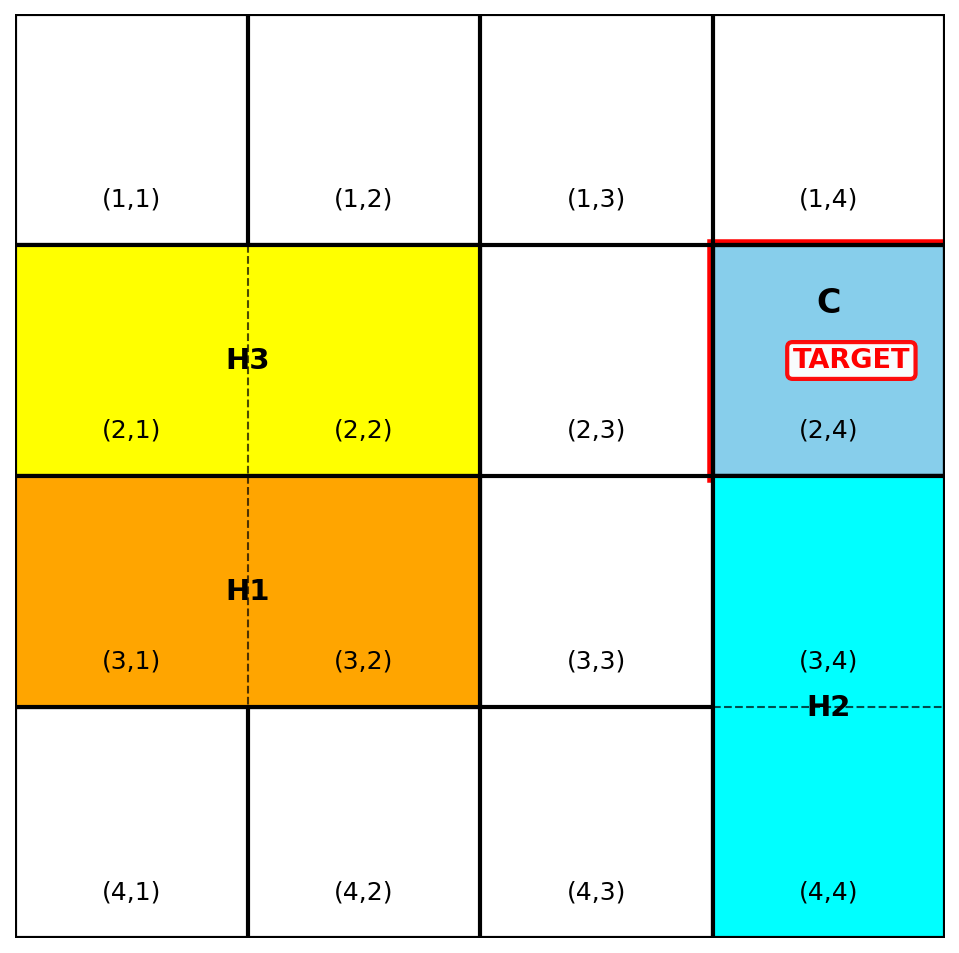 (1,1) (1,2) (1,3) (1,4)
C
H3 TARGET
(2,1) (2,2) (2,3) (2,4)
H1
(3,1) (3,2) (3,3) (3,4)
H2
(4,1) (4,2) (4,3) (4,4)